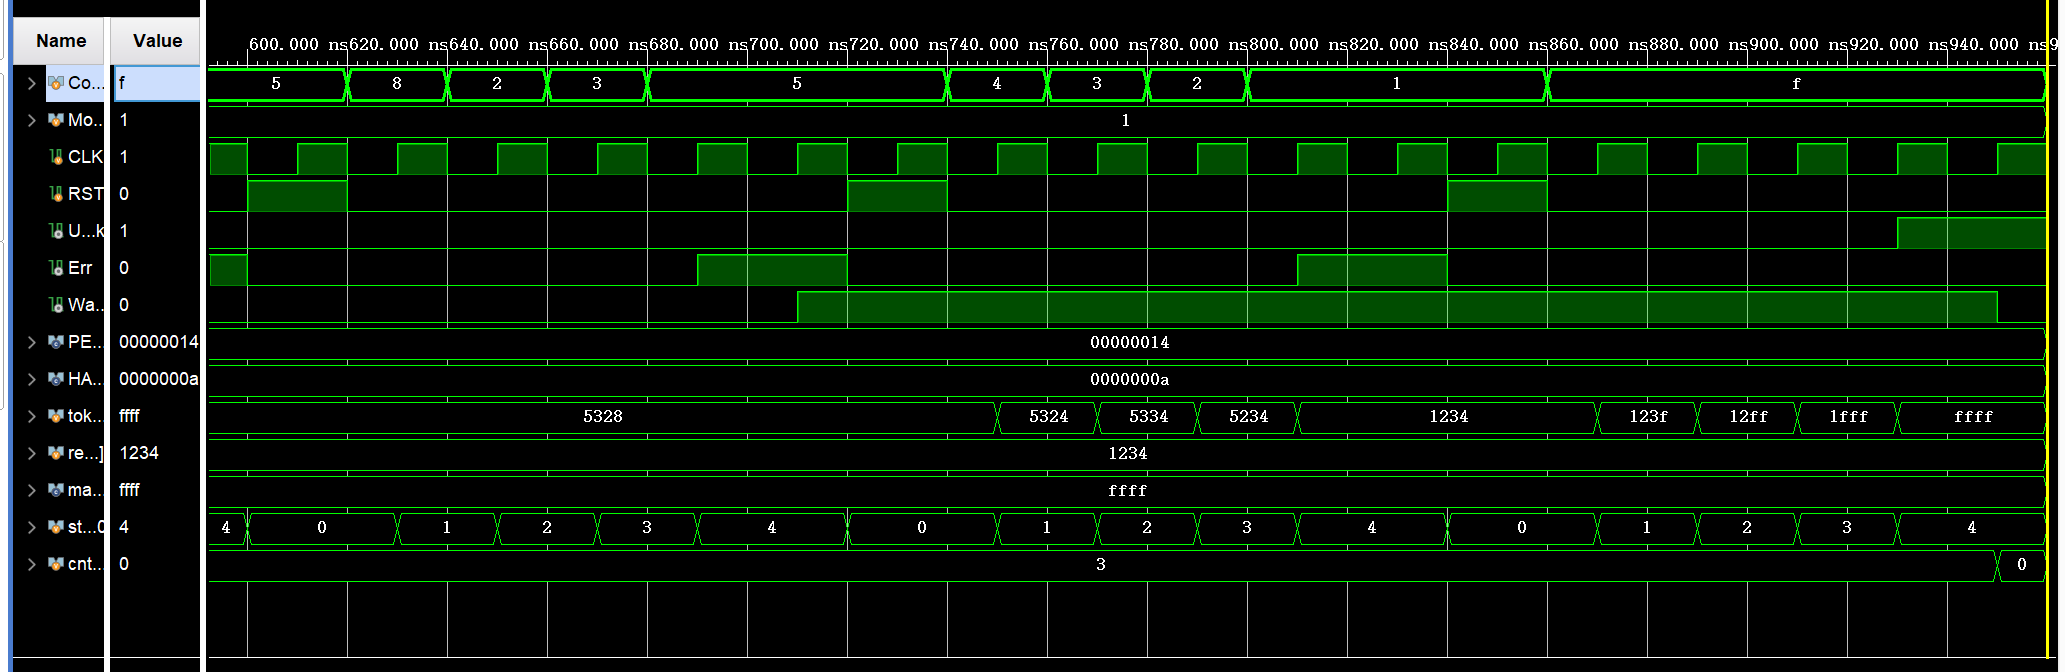 Name Value 600.000 ns 620.000 ns 640.000 ns 660.000 ns 680.000 ns 700.000 ns 720.000 ns 740.000 ns 760.000 ns 780.000 ns 800.000 ns 820.000 ns 840.000 ns 860.000 ns 880.000 ns 900.000 ns 920.000 ns 940.000 ns 9
Co... f 5 8 2 3 5 4 3 2 1 f
Mo.. 1 1
CLK 1
RST 0
U...k 1
Err 0
Wa.. 0
PE... 00000014 00000014
HA... 0000000a 0000000a
tok... ffff 5328 5324 5334 5234 1234 123f 12ff 1fff ffff
re...] 1234 1234
ma... ffff ffff
st...0 4 4 0 1 2 3 4 0 1 2 3 4 0 1 2 3 4
cnt... 0 3 0